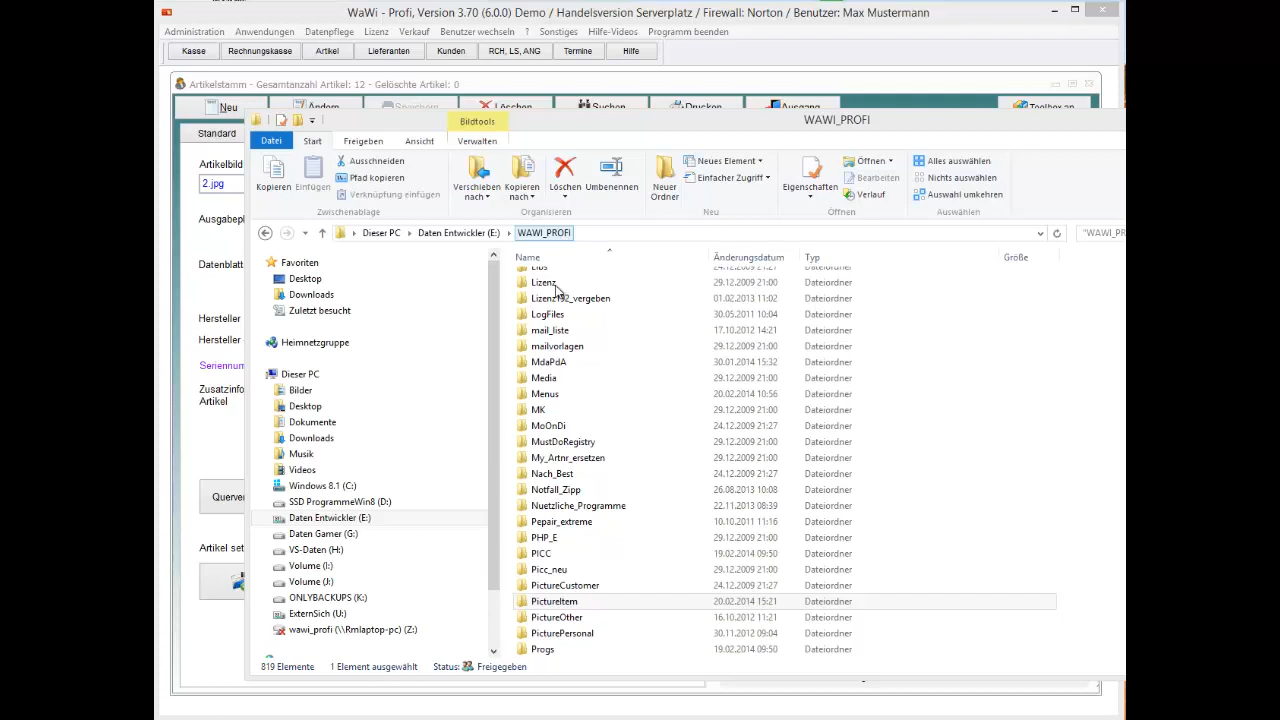 WaWi - Profi, Version 3.70 (6.0.0) Demo / Handelsversion Serverplatz / Firewall: Norton / Benutzer: Max Mustermann
Administration Anwendungen Datenpflege Lizenz Verkauf Benutzer wechseln ? Sonstiges Hilfe-Videos Programm beenden
Kasse Rechnungskasse Artikel Lieferanten Kunden RCH, LS, ANG Termine Hilfe
Artikelstamm - Gesamtanzahl Artikel: 12 - Gelöschte Artikel: 0
Neu Ändern Speichern Löschen Suchen Drucken Ausgang Toolbox an
Standard
Artikelbild
2.jpg
Datenblatt
Hersteller
Hersteller
Zusatzinfo
Artikel
Bildtools
WAWI_PROFI
Datei Start Freigeben Ansicht Verwalten
Kopieren
Einfügen
Ausschneiden
Pfad kopieren
Verknüpfung einfügen
Zwischenablage
Verschieben nach
Kopieren nach
Löschen
Umbenennen
Organisieren
Neuer Ordner
Neues Element
Einfacher Zugriff
Neu
Eigenschaften
Öffnen
Bearbeiten
Verlauf
Öffnen
Alles auswählen
Nichts auswählen
Auswahl umkehren
Auswählen
Dieser PC Daten Entwickler (E:) WAWI_PROFI
"WAWI_PR
Favoriten
Desktop
Downloads
Zuletzt besucht
Heimnetzgruppe
Dieser PC
Bilder
Desktop
Dokumente
Downloads
Musik
Videos
Windows 8.1 (C:)
SSD ProgrammeWin8 (D:)
Daten Entwickler (E:)
Daten Gamer (G:)
VS-Daten (H:)
Volume (I:)
Volume (J:)
ONLYBACKUPS (K:)
ExternSich (U:)
wawi_profi (\\Rmlaptop-pc) (Z:)
Name Änderungsdatum Typ Größe
Libs 24.12.2009 21:27 Dateiordner
Lizenz 29.12.2009 21:00 Dateiordner
Lizenz192_vergeben 01.02.2013 11:02 Dateiordner
LogFiles 30.05.2011 10:04 Dateiordner
mail_liste 17.10.2012 14:21 Dateiordner
mailvorlagen 29.12.2009 21:00 Dateiordner
MdaPdA 30.01.2014 15:32 Dateiordner
Media 29.12.2009 21:00 Dateiordner
Menus 20.02.2014 10:56 Dateiordner
MK 29.12.2009 21:00 Dateiordner
MoOnDi 24.12.2009 21:27 Dateiordner
MustDoRegistry 29.12.2009 21:00 Dateiordner
My_Artnr_ersetzen 29.12.2009 21:00 Dateiordner
Nach_Best 24.12.2009 21:27 Dateiordner
Notfall_Zipp 26.08.2013 10:08 Dateiordner
Nuetzliche_Programme 22.11.2013 08:39 Dateiordner
Pepair_extreme 10.10.2011 11:16 Dateiordner
PHP_E 29.12.2009 21:00 Dateiordner
PICC 19.02.2014 09:50 Dateiordner
Picc_neu 29.12.2009 21:00 Dateiordner
PictureCustomer 24.12.2009 21:27 Dateiordner
PictureItem 20.02.2014 15:21 Dateiordner
PictureOther 16.10.2012 11:21 Dateiordner
PicturePersonal 30.11.2012 09:04 Dateiordner
Progs 19.02.2014 09:50 Dateiordner
819 Elemente 1 Element ausgewählt Status: Freigegeben